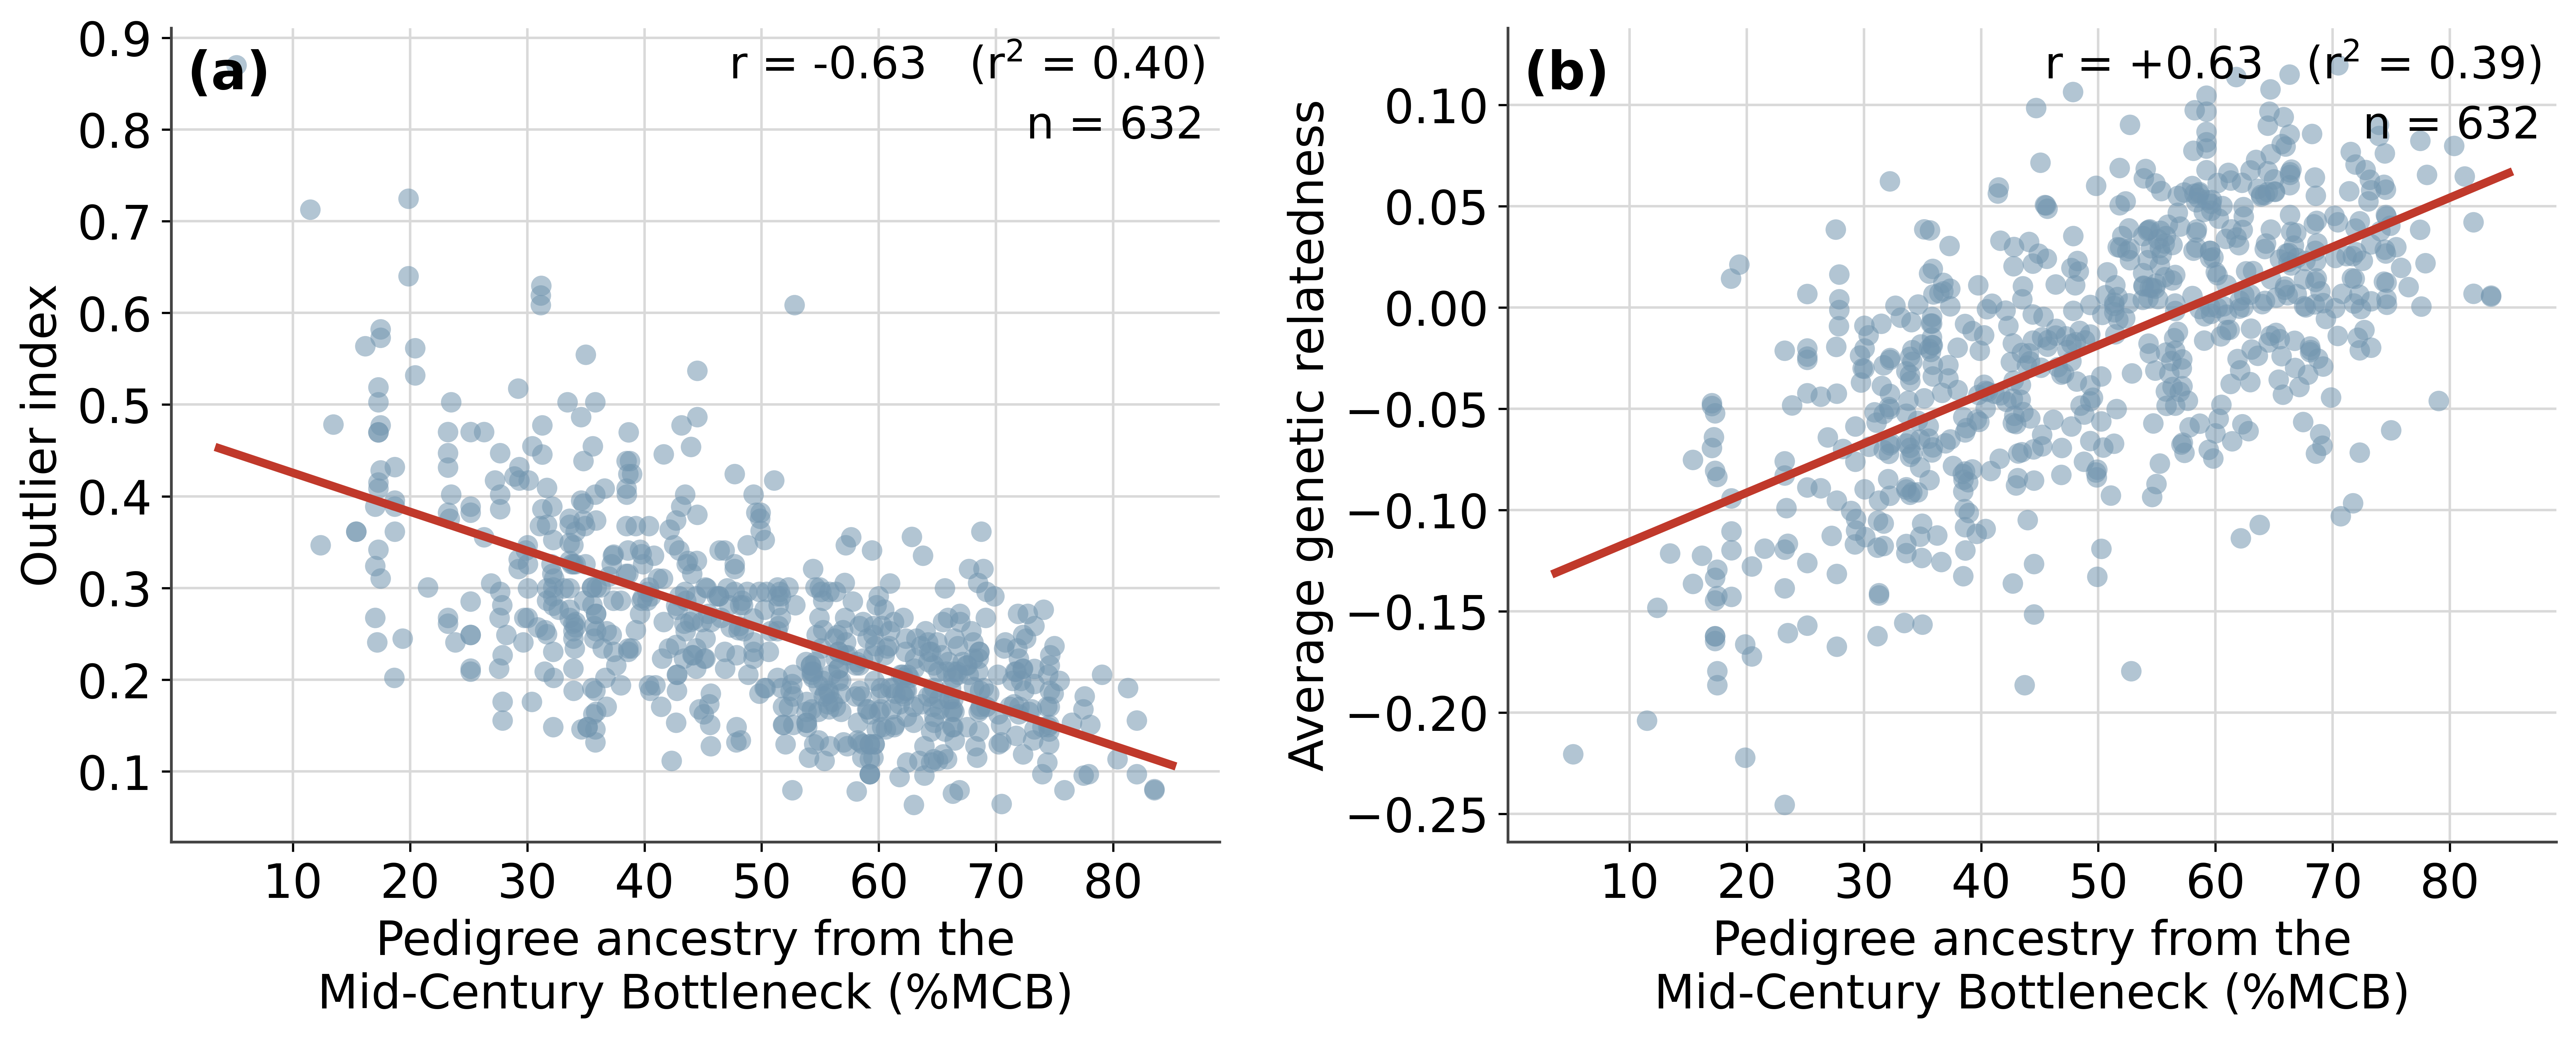 (a)
r = -0.63 (r² = 0.40)
n = 632
0.9
0.8
0.7
0.6
0.5
0.4
0.3
0.2
0.1
Outlier index
10 20 30 40 50 60 70 80
Pedigree ancestry from the
Mid-Century Bottleneck (%MCB)
(b)
r = +0.63 (r² = 0.39)
n = 632
0.10
0.05
0.00
−0.05
−0.10
−0.15
−0.20
−0.25
Average genetic relatedness
10 20 30 40 50 60 70 80
Pedigree ancestry from the
Mid-Century Bottleneck (%MCB)